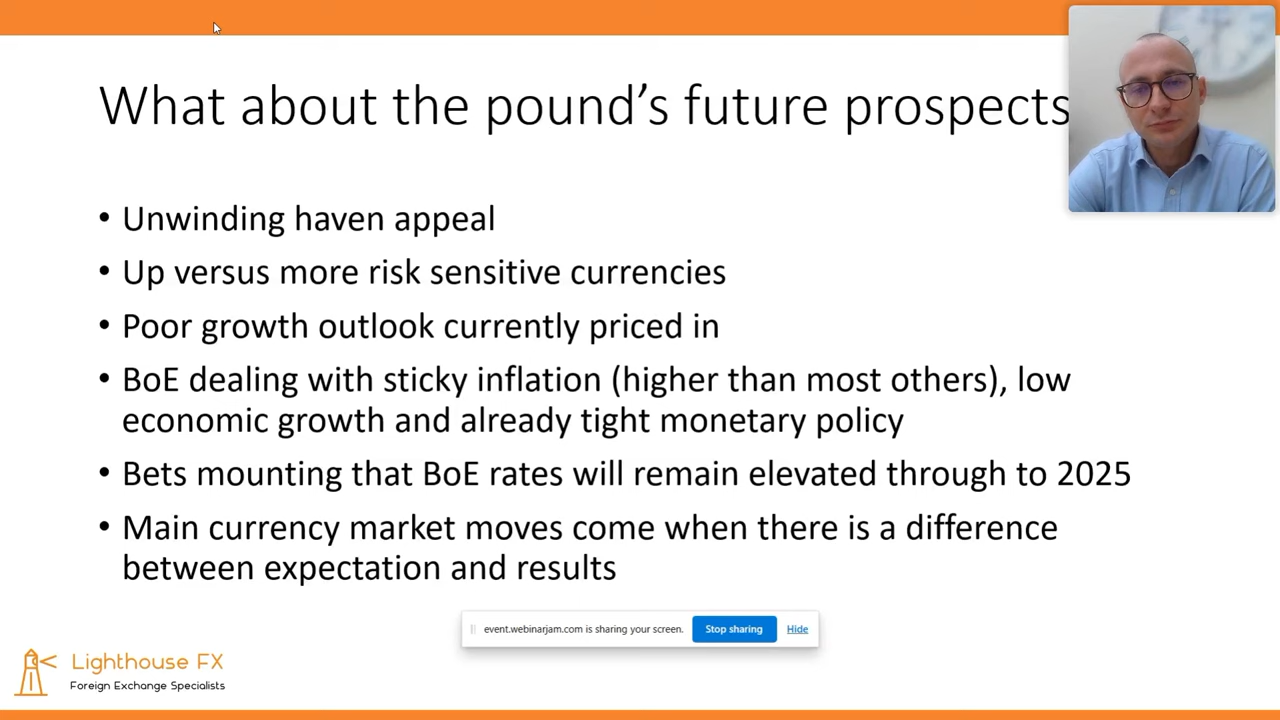 What about the pound's future prospects
• Unwinding haven appeal
• Up versus more risk sensitive currencies
• Poor growth outlook currently priced in
• BoE dealing with sticky inflation (higher than most others), low
economic growth and already tight monetary policy
• Bets mounting that BoE rates will remain elevated through to 2025
• Main currency market moves come when there is a difference
between expectation and results
event.webinarjam.com is sharing your screen.
Stop sharing
Hide
Lighthouse FX
Foreign Exchange Specialists